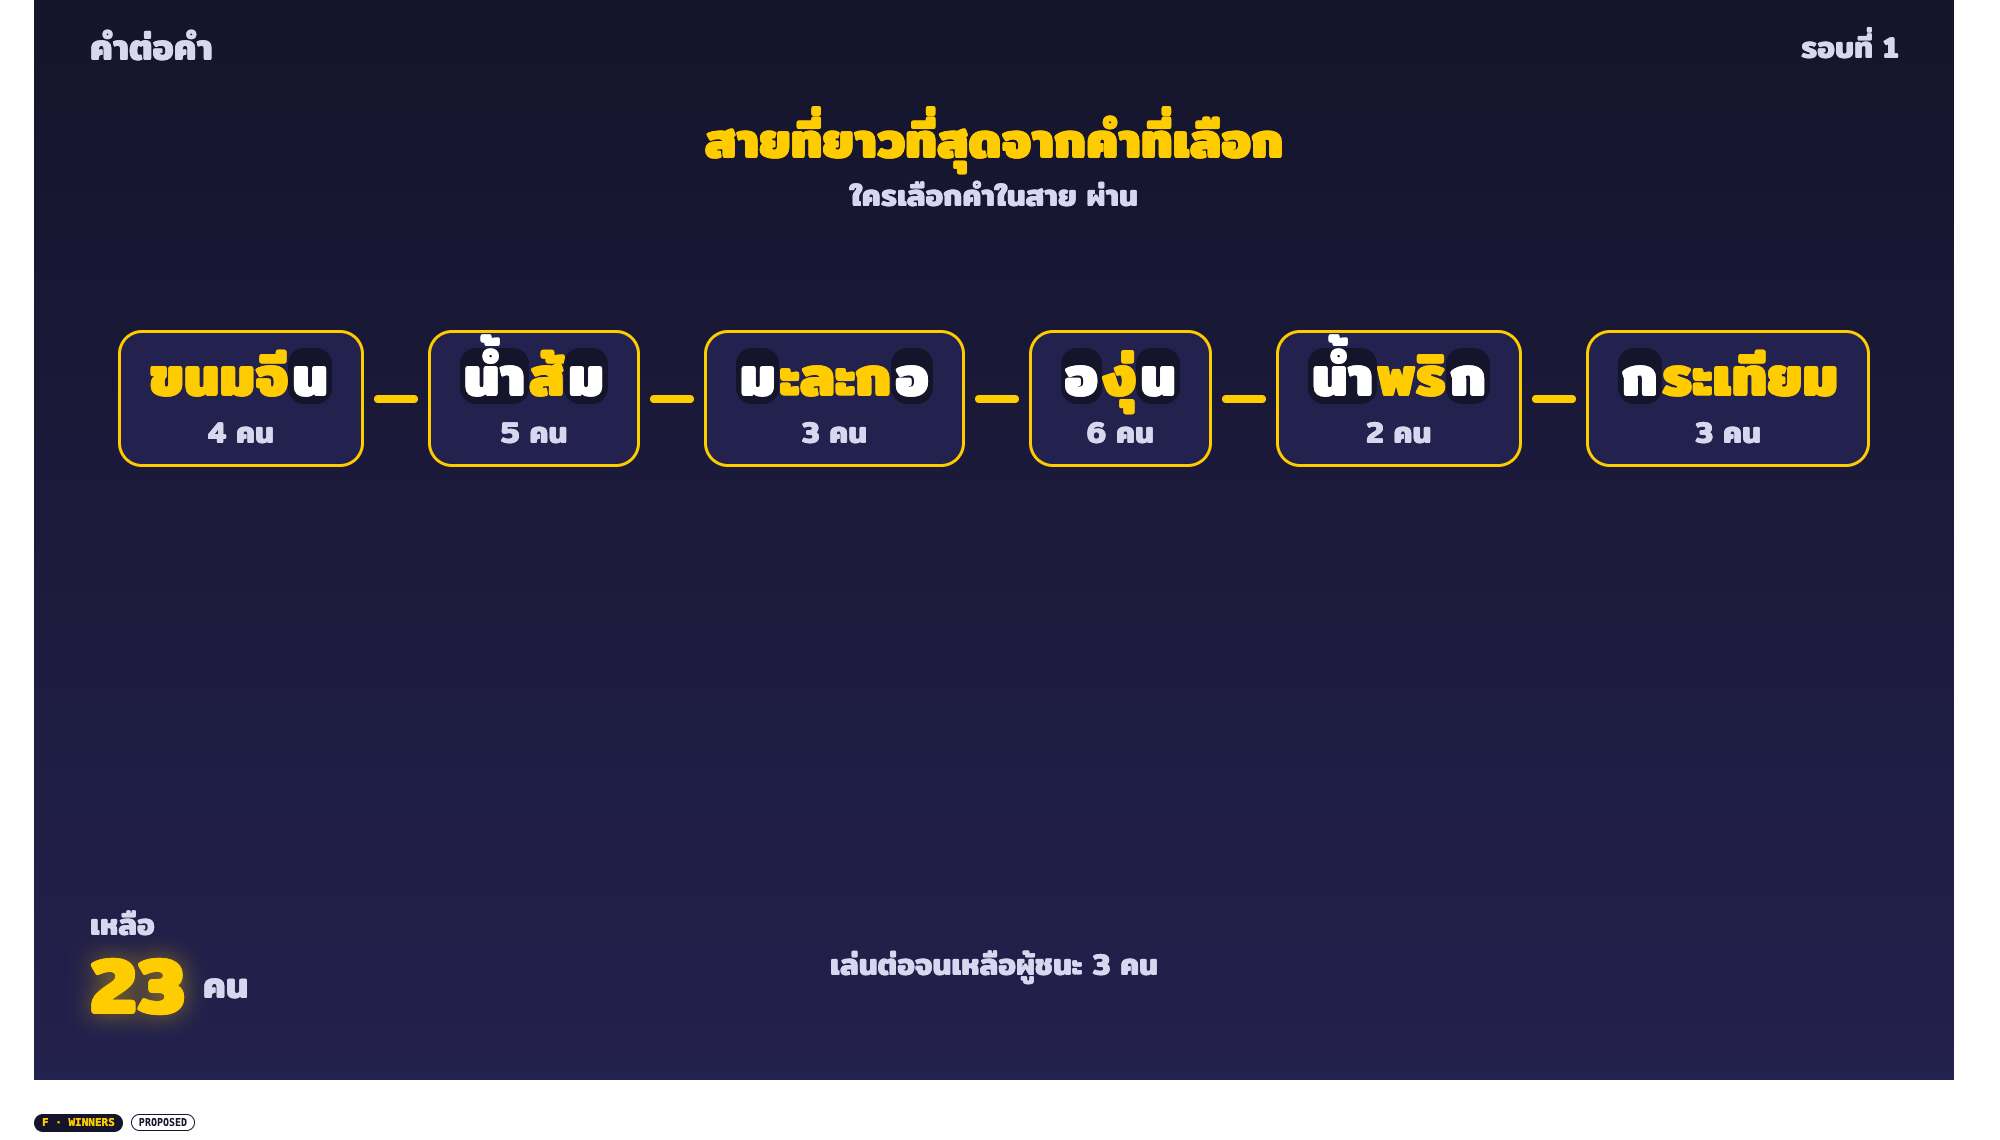 คำต่อคำ
รอบที่ 1
สายที่ยาวที่สุดจากคำที่เลือก
ใครเลือกคำในสาย ผ่าน
ขนมจีน น้ำส้ม มะละกอ องุ่น น้ำพริก กระเทียม
4 คน 5 คน 3 คน 6 คน 2 คน 3 คน
เหลือ
23 คน
เล่นต่อจนเหลือผู้ชนะ 3 คน
F · WINNERS PROPOSED